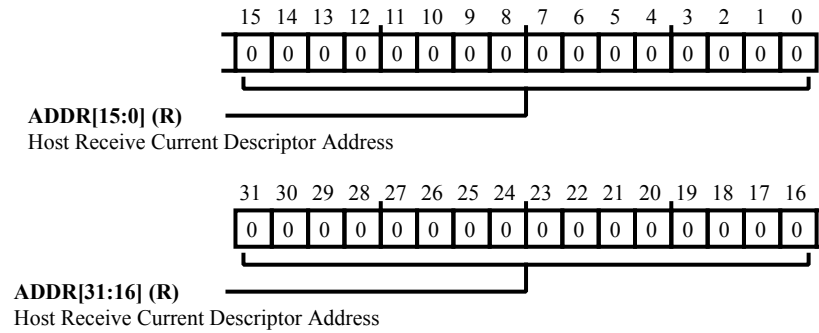 15 14 13 12 11 10 9 8 7 6 5 4 3 2 1 0
0 0 0 0 0 0 0 0 0 0 0 0 0 0 0 0
ADDR[15:0] (R)
Host Receive Current Descriptor Address
31 30 29 28 27 26 25 24 23 22 21 20 19 18 17 16
0 0 0 0 0 0 0 0 0 0 0 0 0 0 0 0
ADDR[31:16] (R)
Host Receive Current Descriptor Address